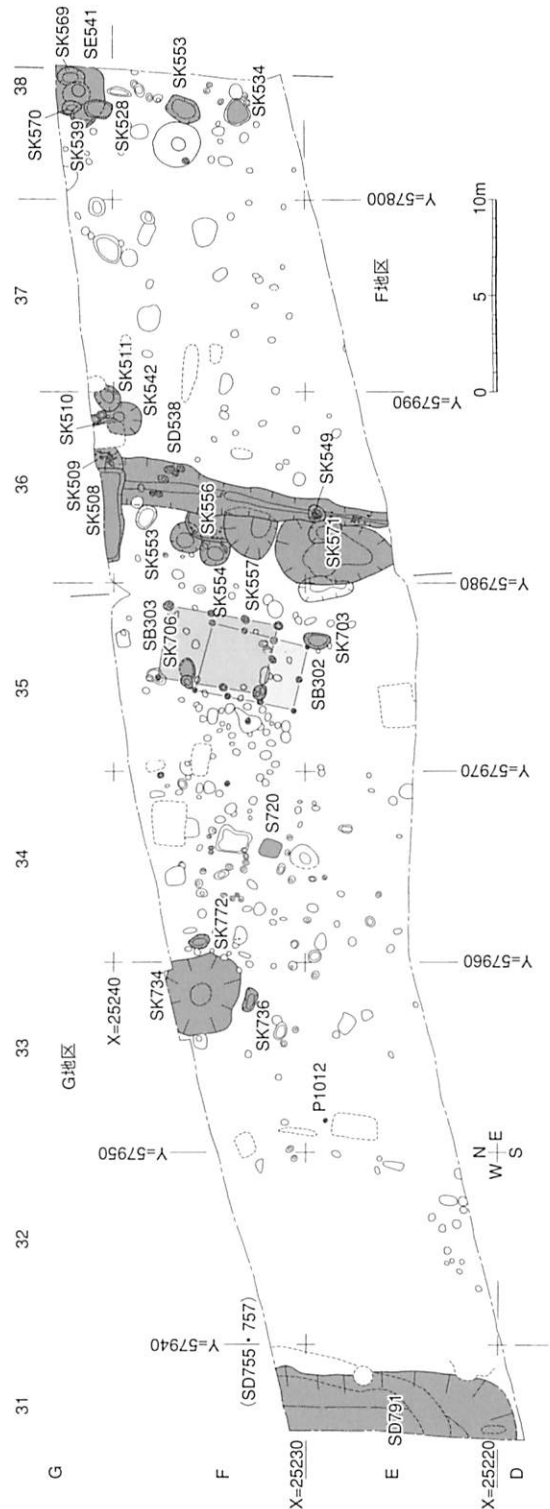 31
32
33
34
35
36
37
38
G
F
E
D
G地区
F地区
X=25240
X=25230
X=25220
Y=57940
Y=57950
Y=57960
Y=57970
Y=57980
Y=57990
Y=57800
(SD755・757)
SD791
P1012
SK734
SK736
SK772
S720
SB303
SK706
SB302
SK703
SK553
SK554
SK556
SK557
SK571
SK549
SD538
SK508
SK509
SK510
SK511
SK542
SK570
SK569
SK539
SE541
SK528
SK553
SK534
N
W
E
S
0
5
10m